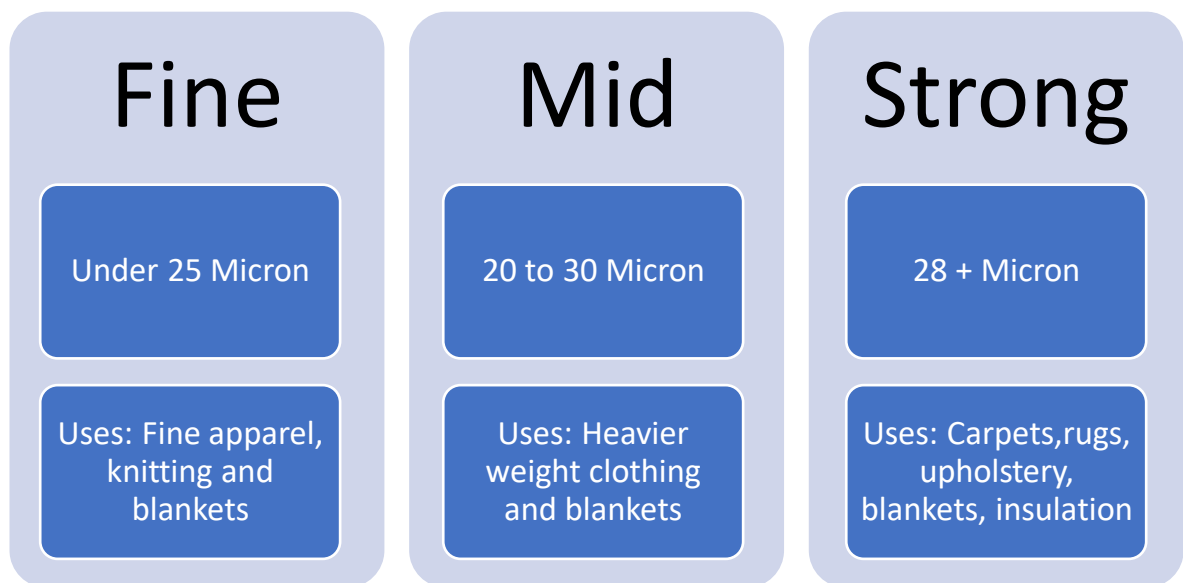 Fine
Under 25 Micron
Uses: Fine apparel,
knitting and
blankets
Mid
20 to 30 Micron
Uses: Heavier
weight clothing
and blankets
Strong
28 + Micron
Uses: Carpets,rugs,
upholstery,
blankets, insulation